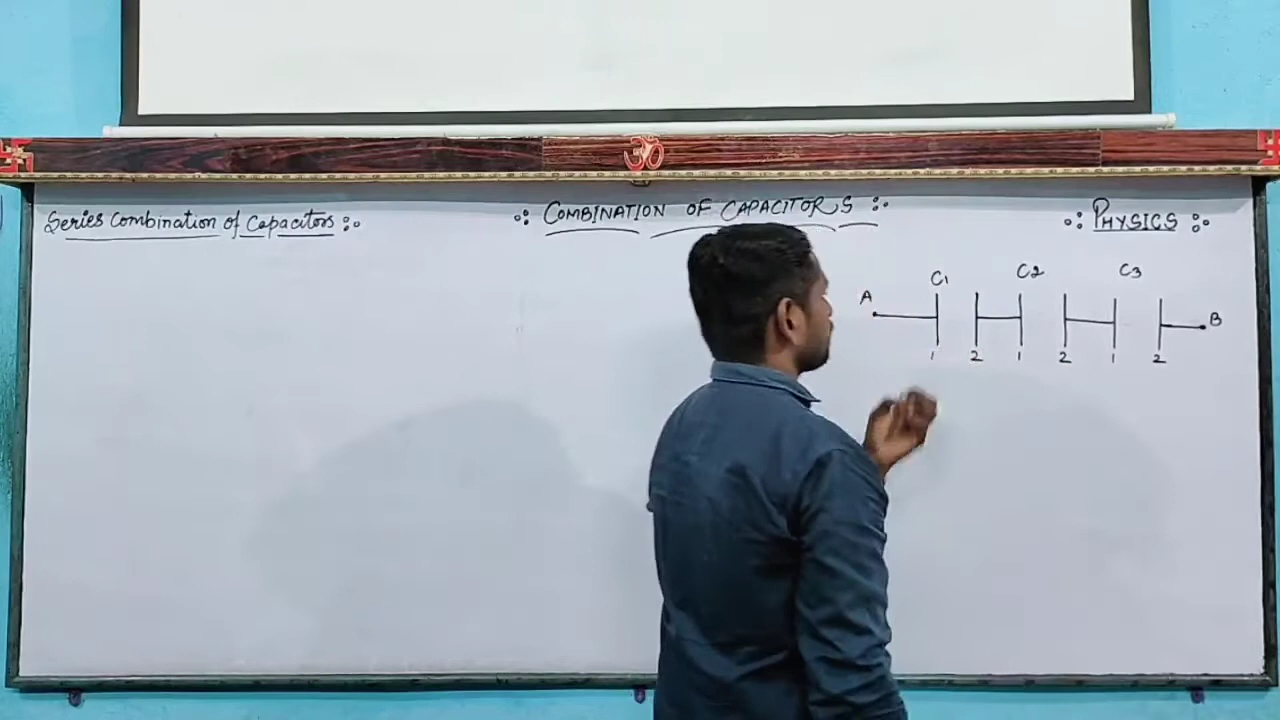 Series Combination of Capacitors :
: COMBINATION OF CAPACITORS :
: PHYSICS :
C1 C2 C3
A B
1 2 1 2 1 2
ॐ